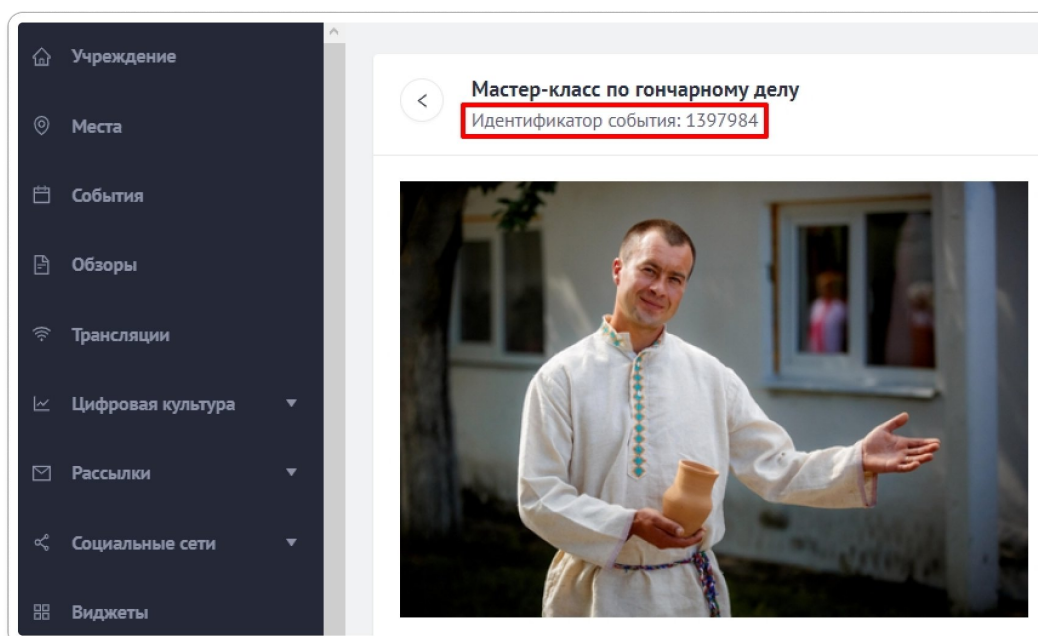 Учреждение
Места
События
Обзоры
Трансляции
Цифровая культура
Рассылки
Социальные сети
Виджеты
Мастер-класс по гончарному делу
Идентификатор события: 1397984